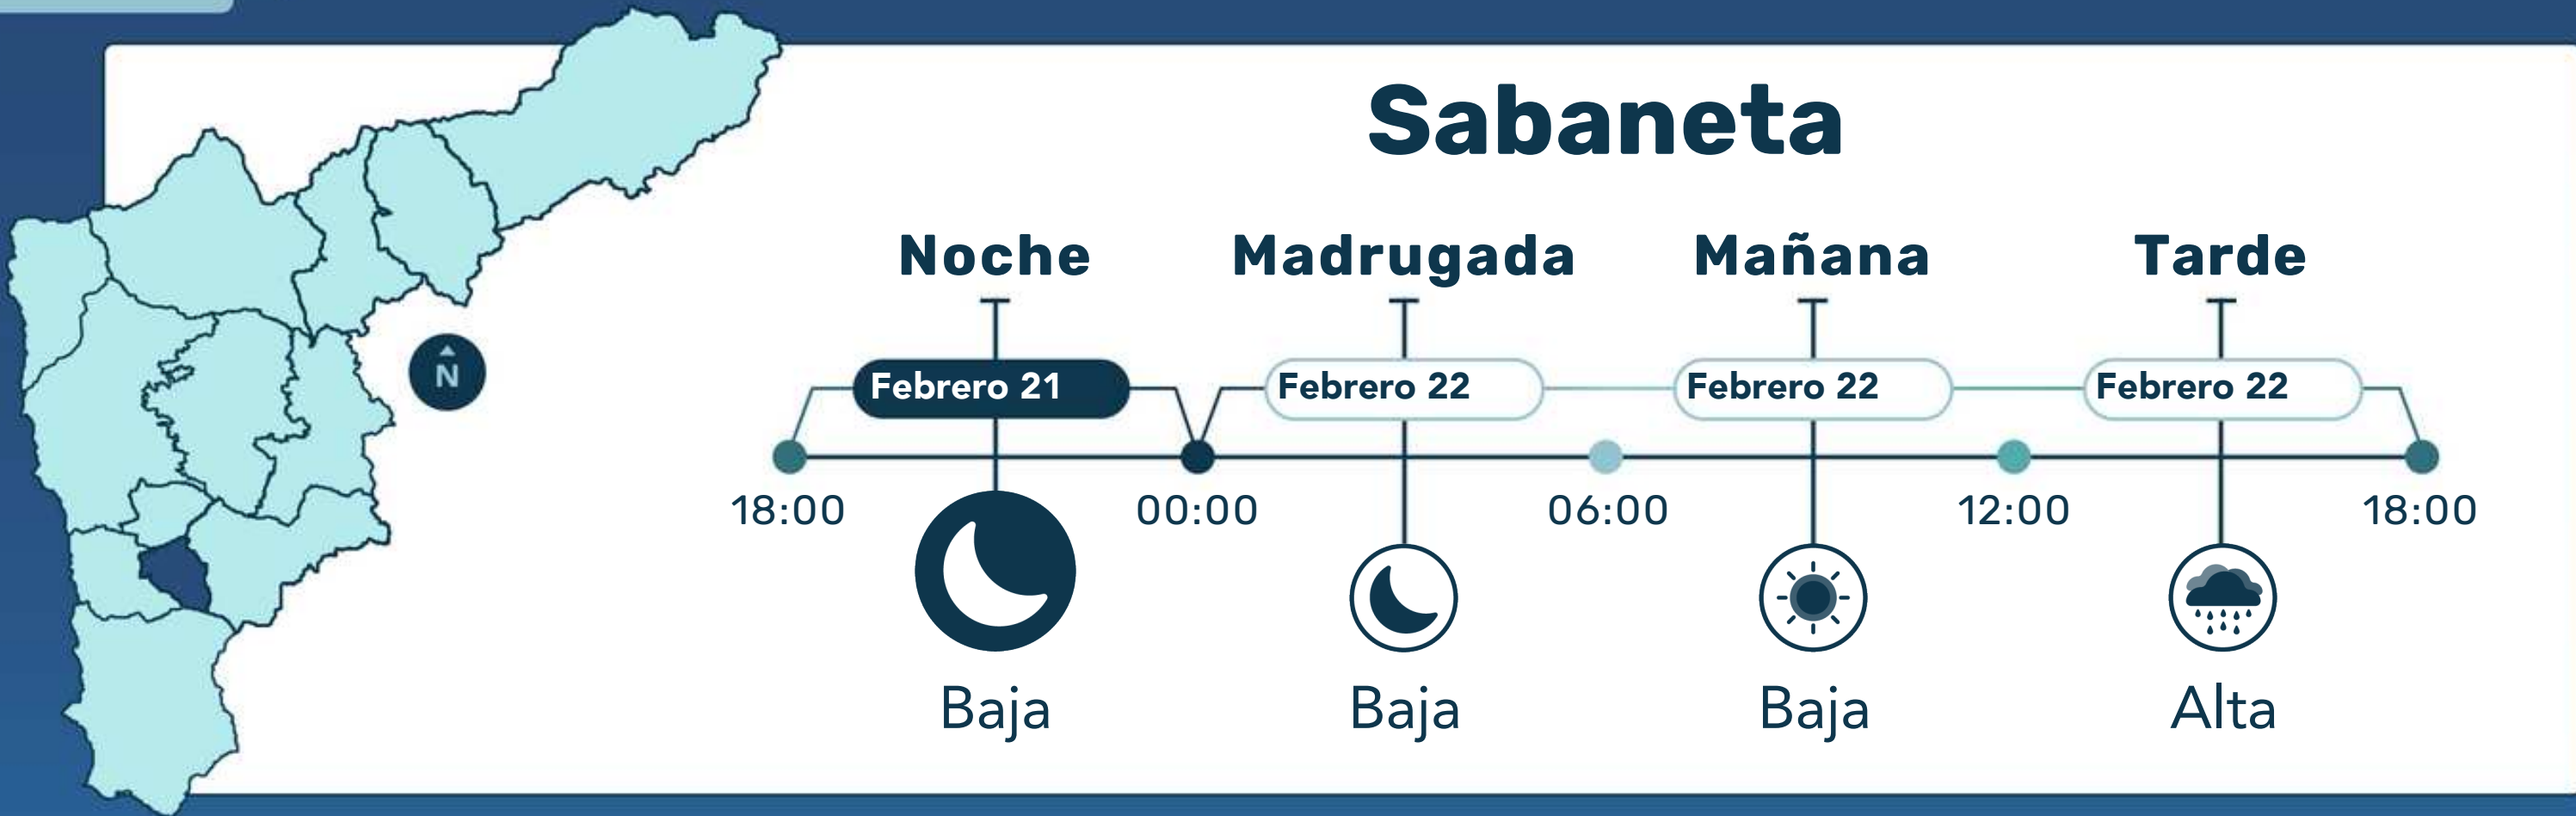 Sabaneta
Noche Madrugada Mañana Tarde
Febrero 21 Febrero 22 Febrero 22 Febrero 22
N
18:00 00:00 06:00 12:00 18:00
Baja Baja Baja Alta